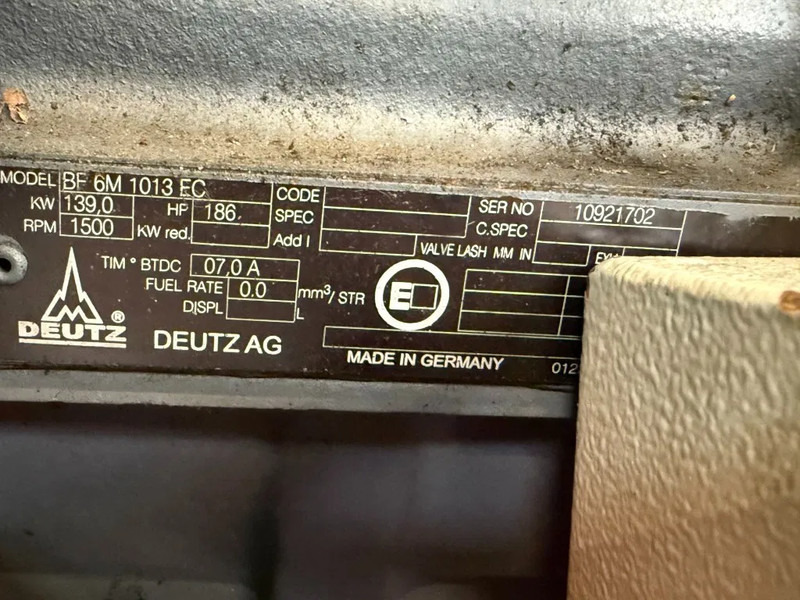 MODEL BF 6M 1013 EC
KW 139,0 HP 186
RPM 1500 KW red.
CODE
SPEC
Add I
SER NO 10921702
C.SPEC
VALVE LASH MM IN
TIM ° BTDC 07,0 A
FUEL RATE 0.0 mm³/ STR
DISPL L
E
DEUTZ ®
DEUTZ AG
MADE IN GERMANY